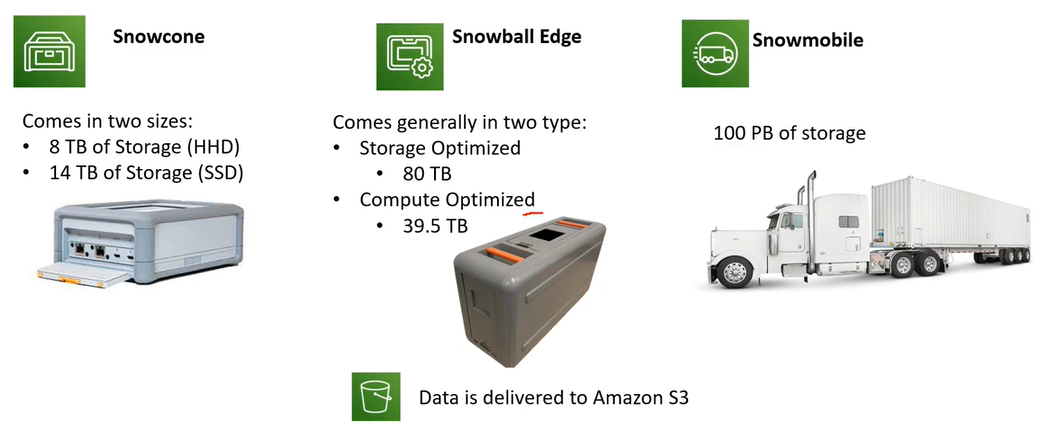 Snowcone
Comes in two sizes:
• 8 TB of Storage (HHD)
• 14 TB of Storage (SSD)
Snowball Edge
Comes generally in two type:
• Storage Optimized
• 80 TB
• Compute Optimized
• 39.5 TB
Snowmobile
100 PB of storage
Data is delivered to Amazon S3